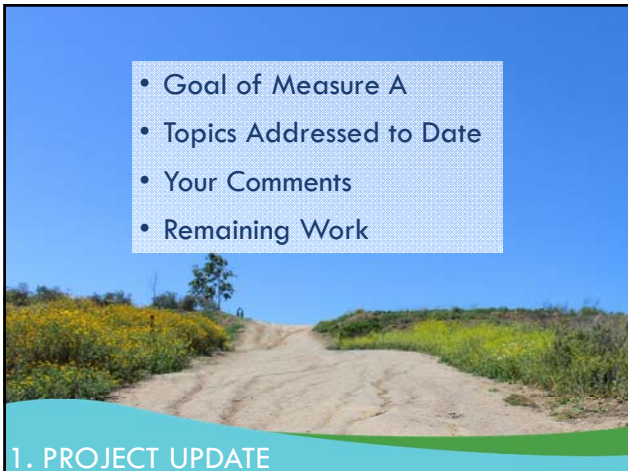 • Goal of Measure A
• Topics Addressed to Date
• Your Comments
• Remaining Work
1. PROJECT UPDATE